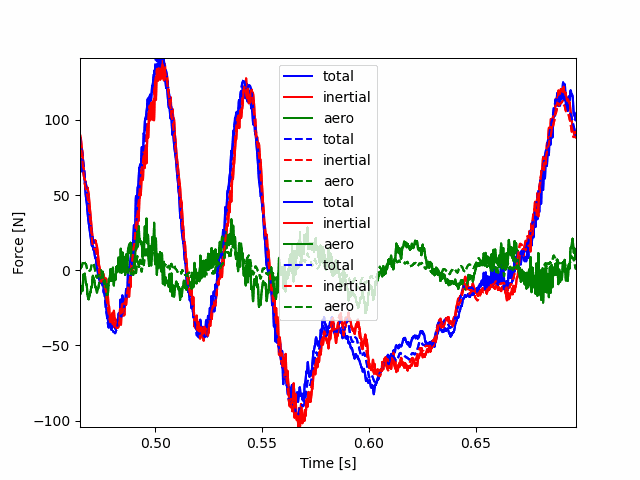 total
inertial
aero
total
inertial
aero
total
inertial
aero
total
inertial
aero
100
50
0
−50
−100
Force [N]
0.50 0.55 0.60 0.65
Time [s]